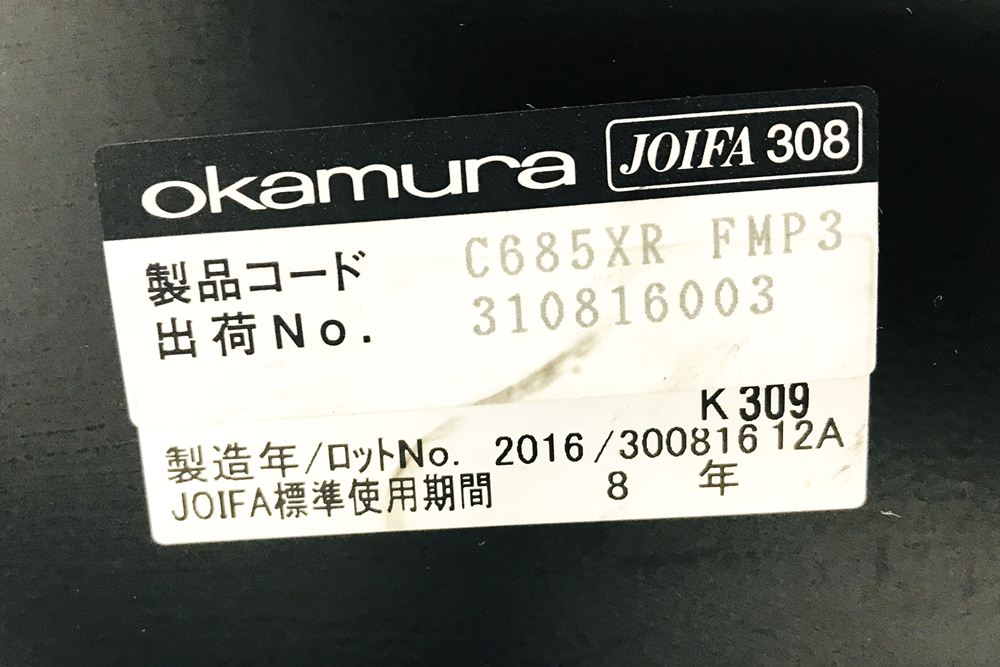 okamura JOIFA 308
製品コード C685XR FMP3
出荷No. 310816003
K 309
製造年/ロットNo. 2016/300816 12A
JOIFA標準使用期間 8 年